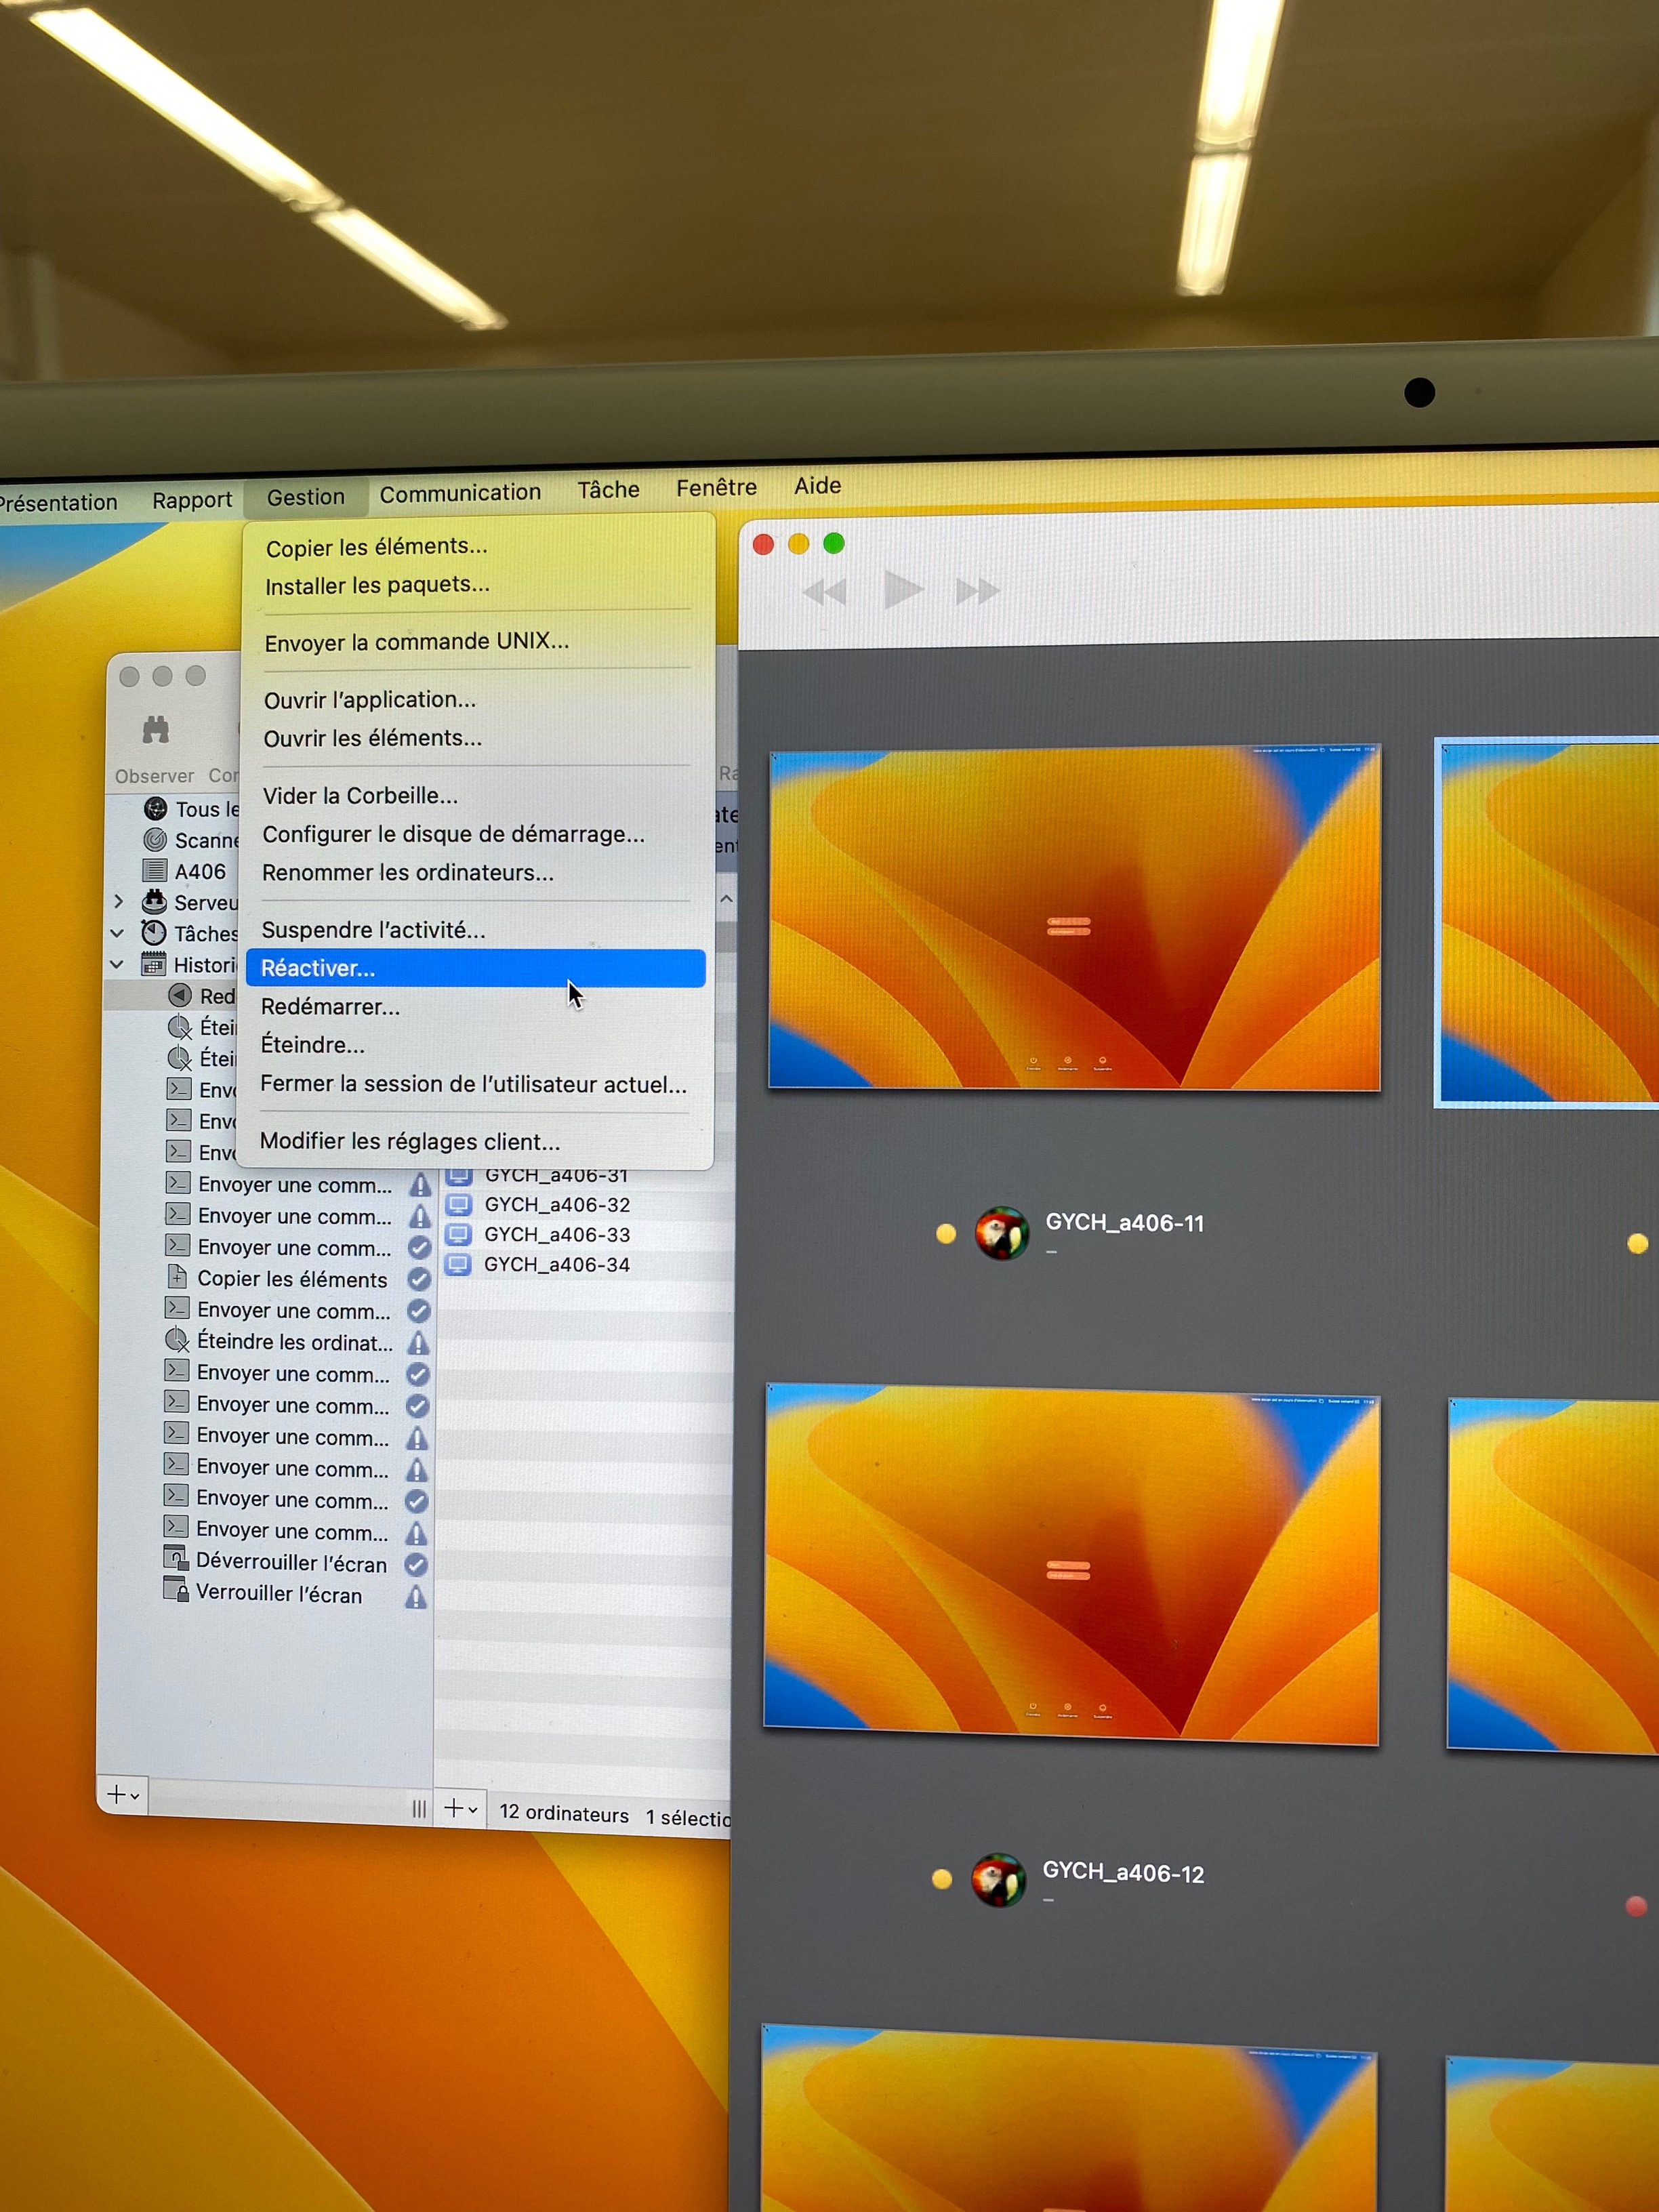 Présentation Rapport Gestion Communication Tâche Fenêtre Aide
Copier les éléments...
Installer les paquets...
Envoyer la commande UNIX...
Ouvrir l'application...
Ouvrir les éléments...
Vider la Corbeille...
Configurer le disque de démarrage...
Renommer les ordinateurs...
Suspendre l'activité...
Réactiver...
Redémarrer...
Éteindre...
Fermer la session de l'utilisateur actuel...
Modifier les réglages client...
Observer Con
Ra
Tous le
Scanne
A406
Serveu
Tâches
Histori
Red
Étei
Étei
Envo
Envo
Envo
Envoyer une comm...
Envoyer une comm...
Envoyer une comm...
Copier les éléments
Envoyer une comm...
Éteindre les ordinat...
Envoyer une comm...
Envoyer une comm...
Envoyer une comm...
Envoyer une comm...
Envoyer une comm...
Envoyer une comm...
Déverrouiller l'écran
Verrouiller l'écran
GYCH_a406-31
GYCH_a406-32
GYCH_a406-33
GYCH_a406-34
12 ordinateurs 1 sélectio
GYCH_a406-11
–
GYCH_a406-12
–